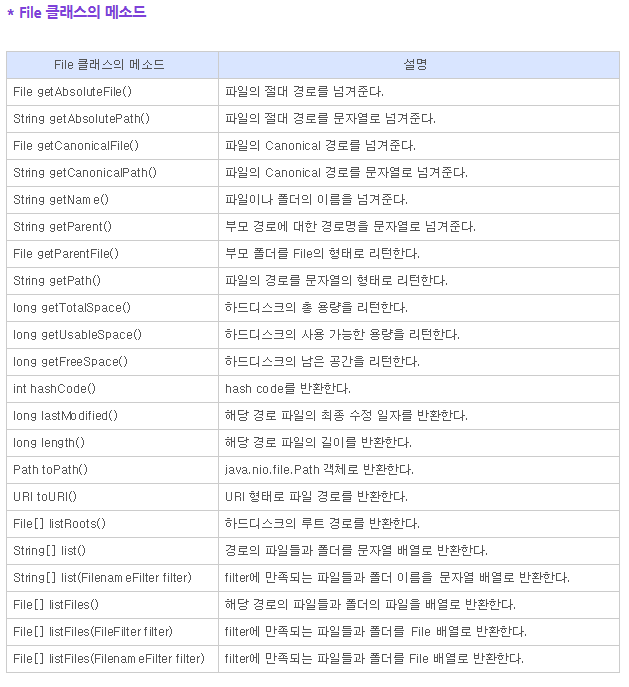 * File 클래스의 메소드
File 클래스의 메소드 설명
File getAbsoluteFile() 파일의 절대 경로를 넘겨준다.
String getAbsolutePath() 파일의 절대 경로를 문자열로 넘겨준다.
File getCanonicalFile() 파일의 Canonical 경로를 넘겨준다.
String getCanonicalPath() 파일의 Canonical 경로를 문자열로 넘겨준다.
String getName() 파일이나 폴더의 이름을 넘겨준다.
String getParent() 부모 경로에 대한 경로명을 문자열로 넘겨준다.
File getParentFile() 부모 폴더를 File의 형태로 리턴한다.
String getPath() 파일의 경로를 문자열의 형태로 리턴한다.
long getTotalSpace() 하드디스크의 총 용량을 리턴한다.
long getUsableSpace() 하드디스크의 사용 가능한 용량을 리턴한다.
long getFreeSpace() 하드디스크의 남은 공간을 리턴한다.
int hashCode() hash code를 반환한다.
long lastModified() 해당 경로 파일의 최종 수정 일자를 반환한다.
long length() 해당 경로 파일의 길이를 반환한다.
Path toPath() java.nio.file.Path 객체로 반환한다.
URI toURI() URI 형태로 파일 경로를 반환한다.
File[] listRoots() 하드디스크의 루트 경로를 반환한다.
String[] list() 경로의 파일들과 폴더를 문자열 배열로 반환한다.
String[] list(FilenameFilter filter) filter에 만족되는 파일들과 폴더 이름을 문자열 배열로 반환한다.
File[] listFiles() 해당 경로의 파일들과 폴더의 파일을 배열로 반환한다.
File[] listFiles(FileFilter filter) filter에 만족되는 파일들과 폴더를 File 배열로 반환한다.
File[] listFiles(FilenameFilter filter) filter에 만족되는 파일들과 폴더를 File 배열로 반환한다.